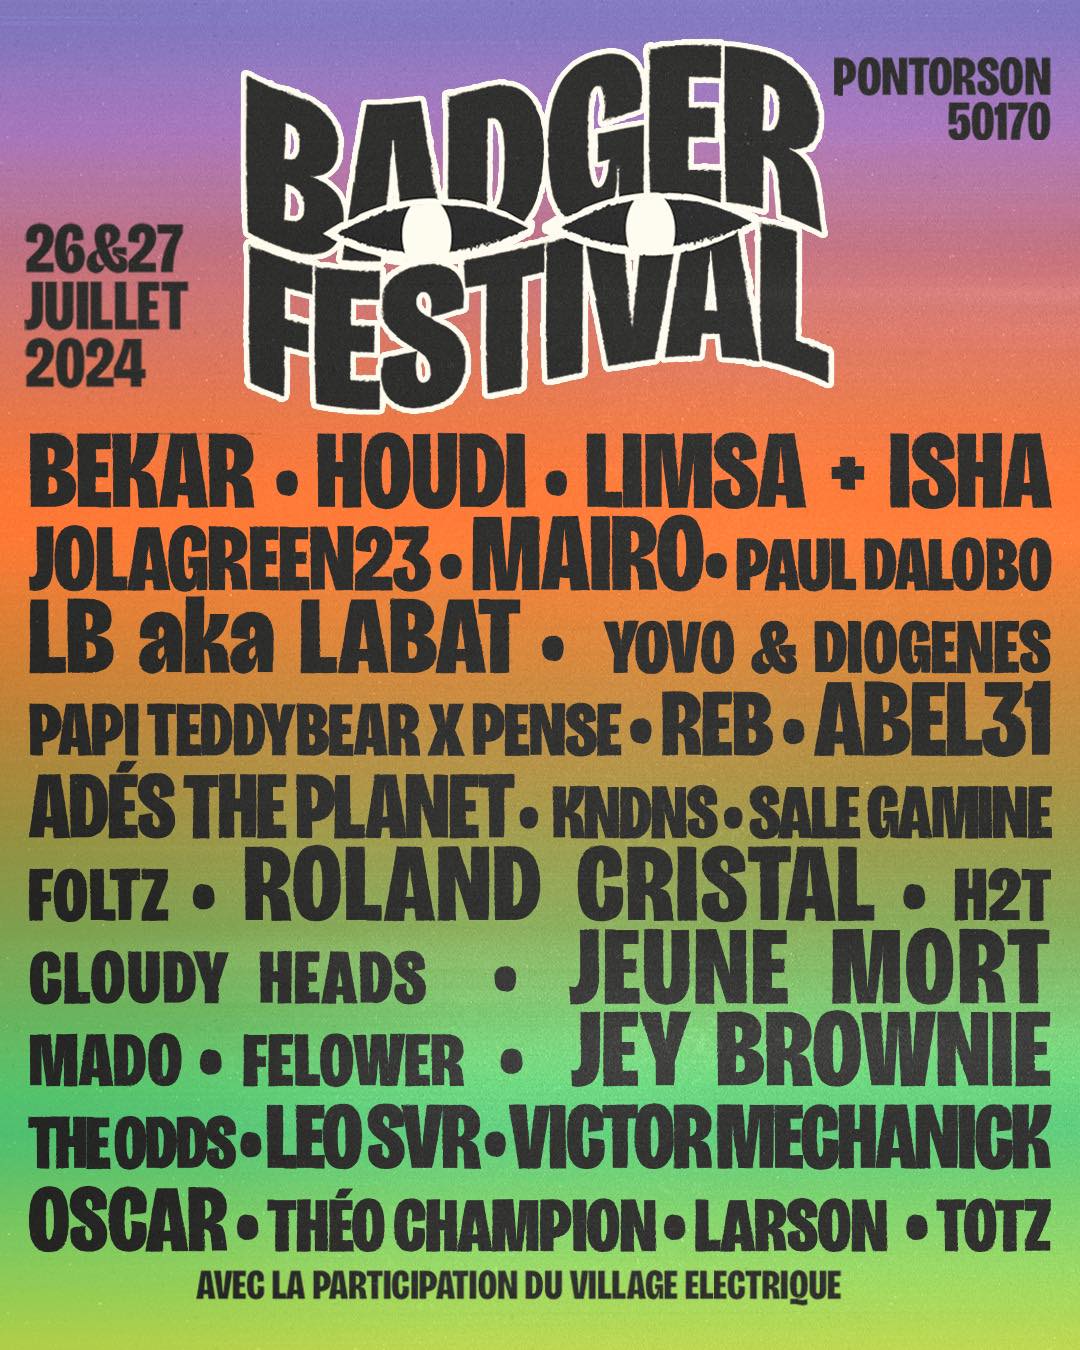 BADGER
FESTIVAL
PONTORSON
50170
26&27
JUILLET
2024
BEKAR • HOUDI • LIMSA + ISHA
JOLAGREEN23 • MAIRO • PAUL DALOBO
LB aka LABAT • YOVO & DIOGENES
PAPI TEDDYBEAR X PENSE • REB • ABEL31
ADÉS THE PLANET • KNDNS • SALE GAMINE
FOLTZ • ROLAND CRISTAL • H2T
CLOUDY HEADS • JEUNE MORT
MADO • FELOWER • JEY BROWNIE
THE ODDS • LEO SVR • VICTOR MECHANICK
OSCAR • THÉO CHAMPION • LARSON • TOTZ
AVEC LA PARTICIPATION DU VILLAGE ELECTRIQUE